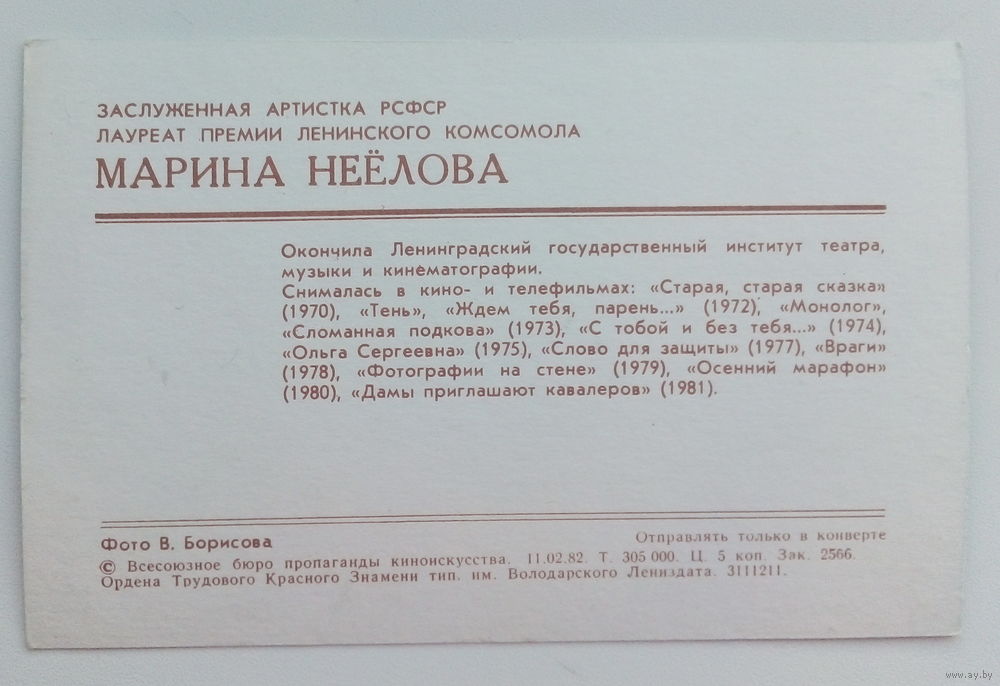 ЗАСЛУЖЕННАЯ АРТИСТКА РСФСР
ЛАУРЕАТ ПРЕМИИ ЛЕНИНСКОГО КОМСОМОЛА
МАРИНА НЕЁЛОВА
Окончила Ленинградский государственный институт театра,
музыки и кинематографии.
Снималась в кино- и телефильмах: «Старая, старая сказка»
(1970), «Тень», «Ждем тебя, парень...» (1972), «Монолог»,
«Сломанная подкова» (1973), «С тобой и без тебя...» (1974),
«Ольга Сергеевна» (1975), «Слово для защиты» (1977), «Враги»
(1978), «Фотографии на стене» (1979), «Осенний марафон»
(1980), «Дамы приглашают кавалеров» (1981).
Фото В. Борисова
Отправлять только в конверте
© Всесоюзное бюро пропаганды киноискусства. 11.02.82. Т. 305 000. Ц. 5 коп. Зак. 2566.
Ордена Трудового Красного Знамени тип. им. Володарского Лениздата. 3111211.
www.ay.by